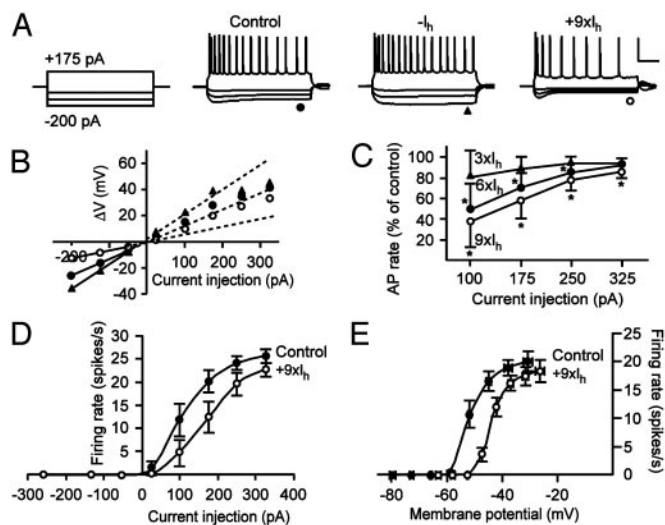 A
Control
-Ih
+9xIh
+175 pA
-200 pA
B
ΔV (mV)
60
40
20
-20
-40
-200
100
200
300
Current injection (pA)
C
AP rate (% of control)
100
80
60
40
20
3xIh
6xIh
9xIh
* * *
* * * *
100
175
250
325
Current injection (pA)
D
Firing rate (spikes/s)
30
25
20
15
10
5
Control
+9xIh
-300
-200
-100
0
100
200
300
400
Current injection (pA)
E
Control
+9xIh
Firing rate (spikes/s)
20
15
10
5
0
-80
-60
-40
-20
0
Membrane potential (mV)